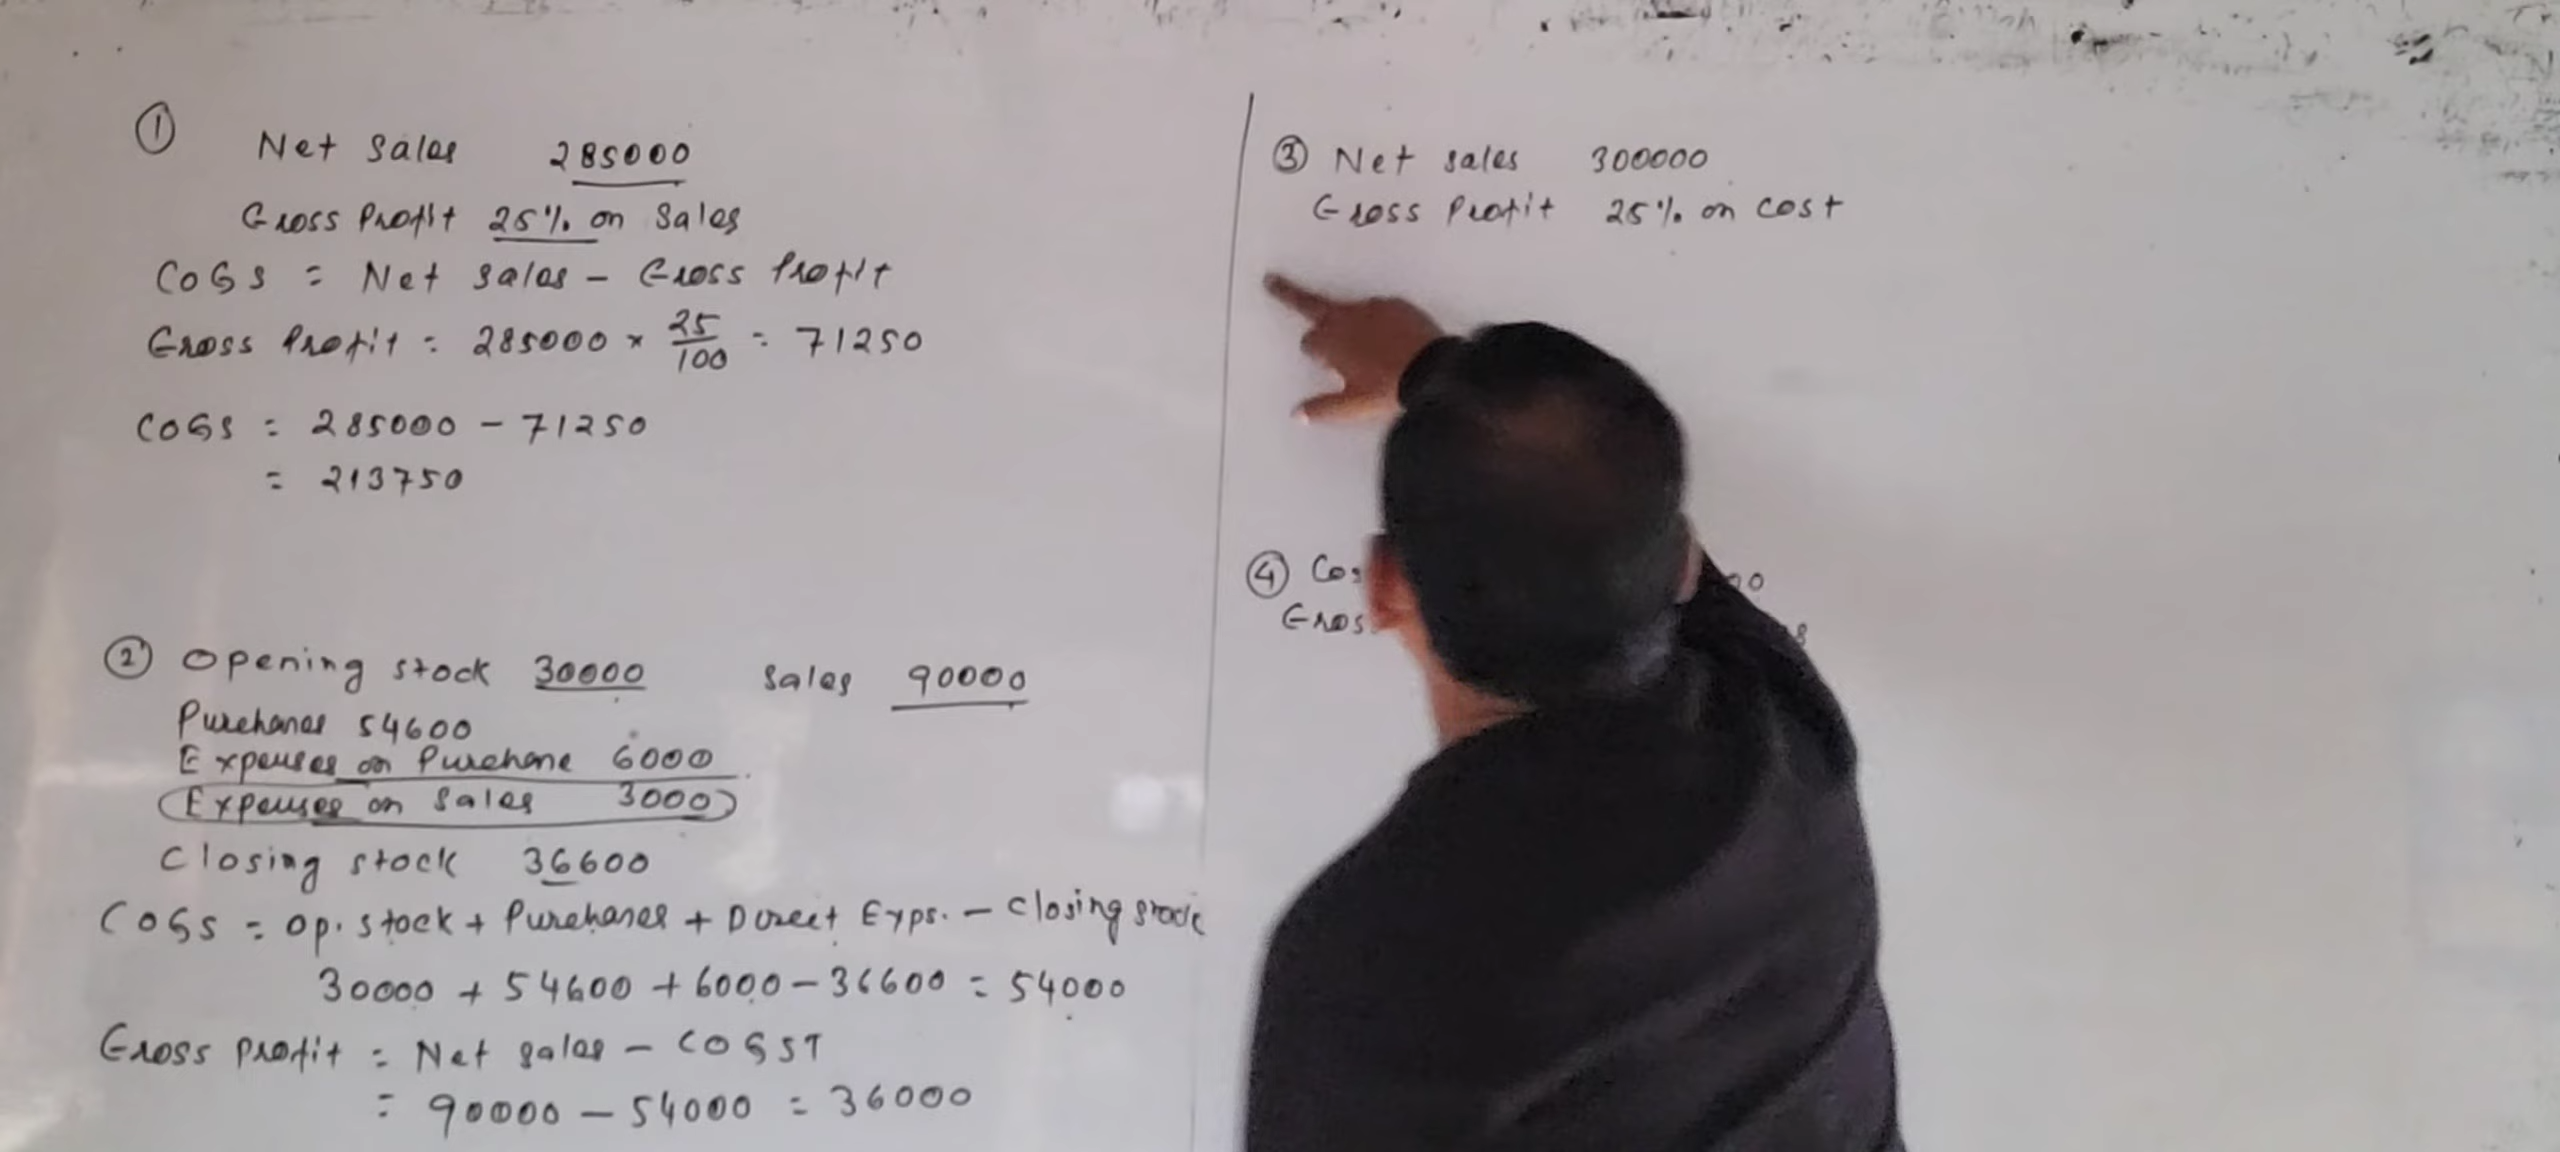 ① Net Sales 285000
Gross Profit 25% on Sales
COGS = Net sales - Gross Profit
Gross Profit = 285000 × 25/100 = 71250
COGS = 285000 - 71250
= 213750
② Opening stock 30000 Sales 90000
Purchases 54600
Expenses on Purchase 6000
Expenses on Sales 3000
Closing stock 36600
COGS = Op. stock + Purchases + Direct Exps. - Closing stock
30000 + 54600 + 6000 - 36600 = 54000
Gross profit = Net sales - COGS
= 90000 - 54000 = 36000
③ Net sales 300000
Gross Profit 25% on cost
④